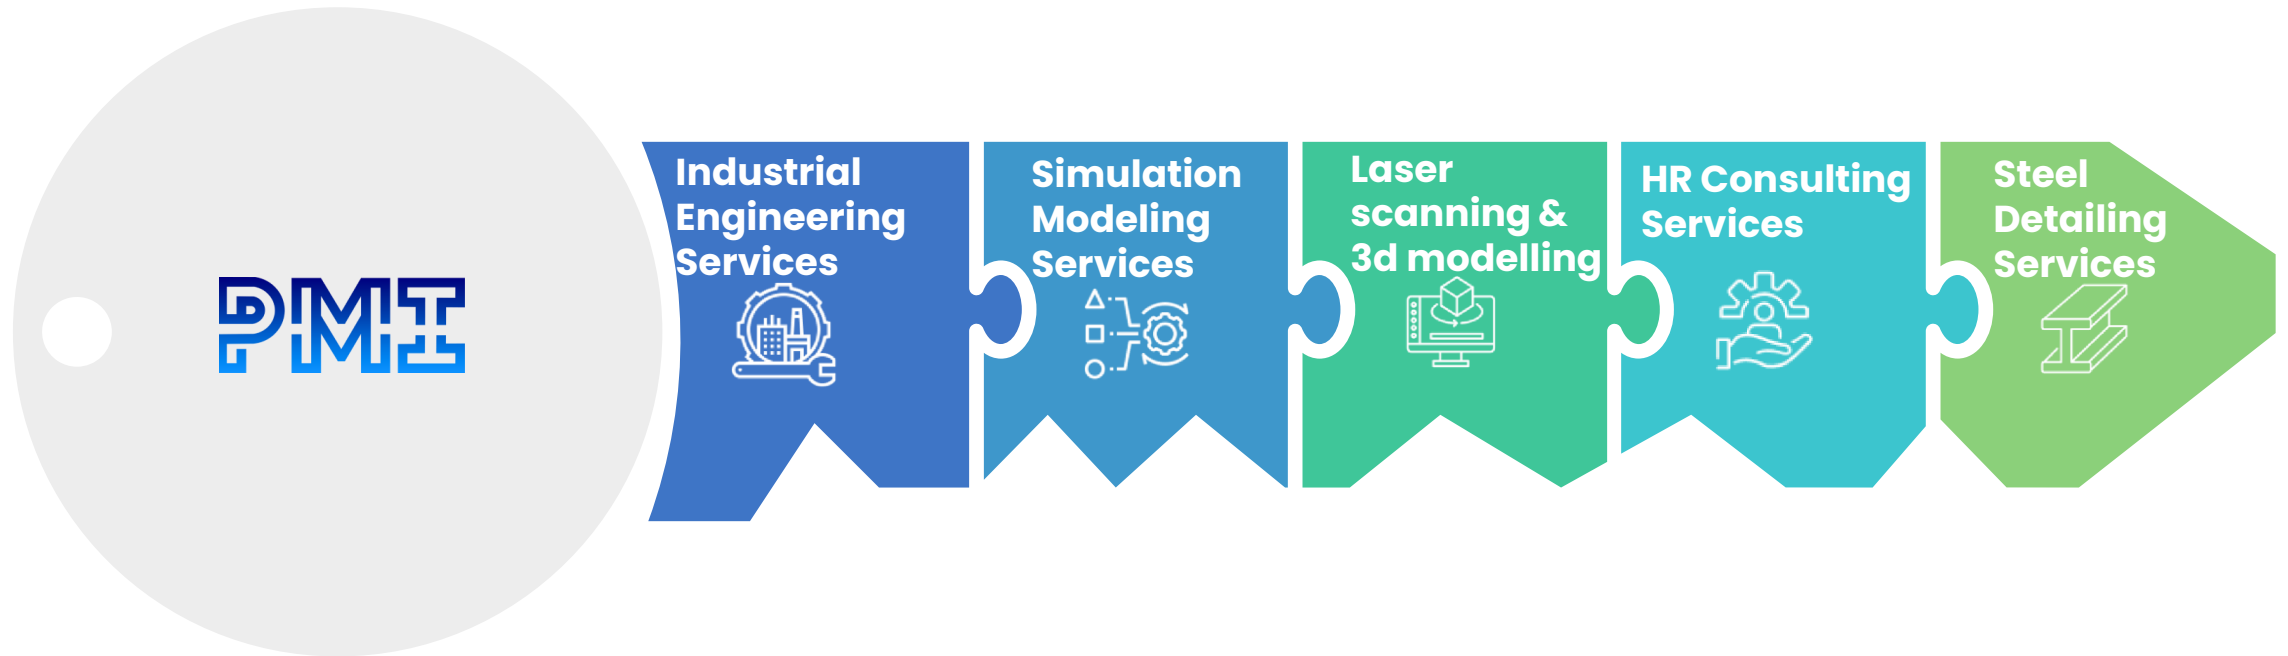 PMI
Industrial
Engineering
Services
Simulation
Modeling
Services
Laser
scanning &
3d modelling
HR Consulting
Services
Steel
Detailing
Services